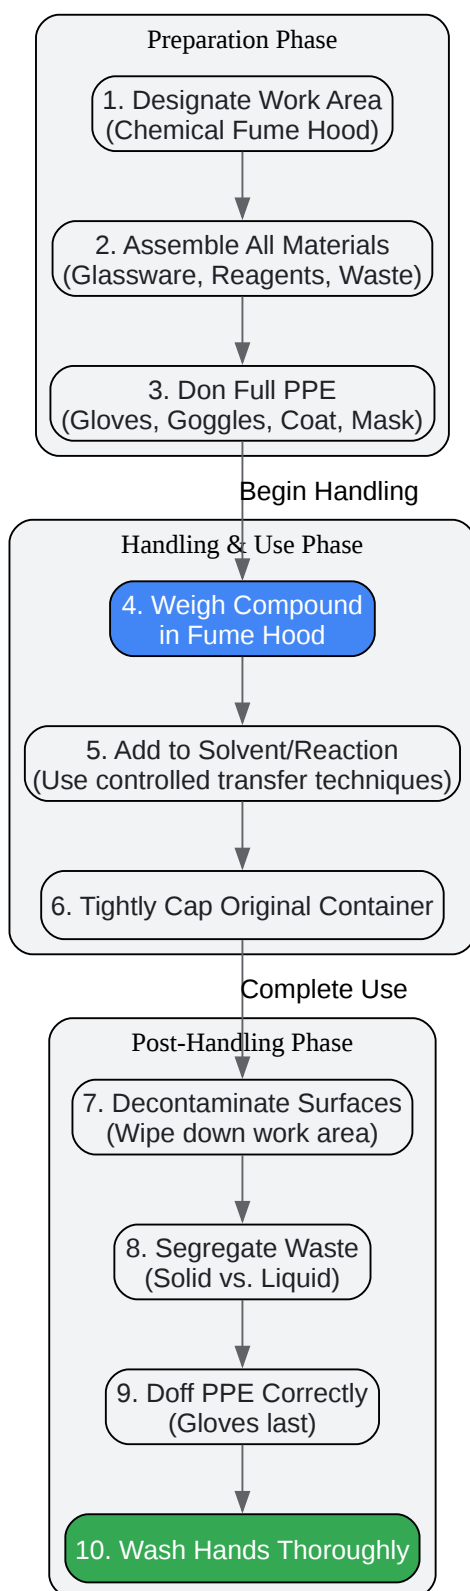 Preparation Phase
1. Designate Work Area
(Chemical Fume Hood)
2. Assemble All Materials
(Glassware, Reagents, Waste)
3. Don Full PPE
(Gloves, Goggles, Coat, Mask)
Begin Handling
Handling & Use Phase
4. Weigh Compound
in Fume Hood
5. Add to Solvent/Reaction
(Use controlled transfer techniques)
6. Tightly Cap Original Container
Complete Use
Post-Handling Phase
7. Decontaminate Surfaces
(Wipe down work area)
8. Segregate Waste
(Solid vs. Liquid)
9. Doff PPE Correctly
(Gloves last)
10. Wash Hands Thoroughly